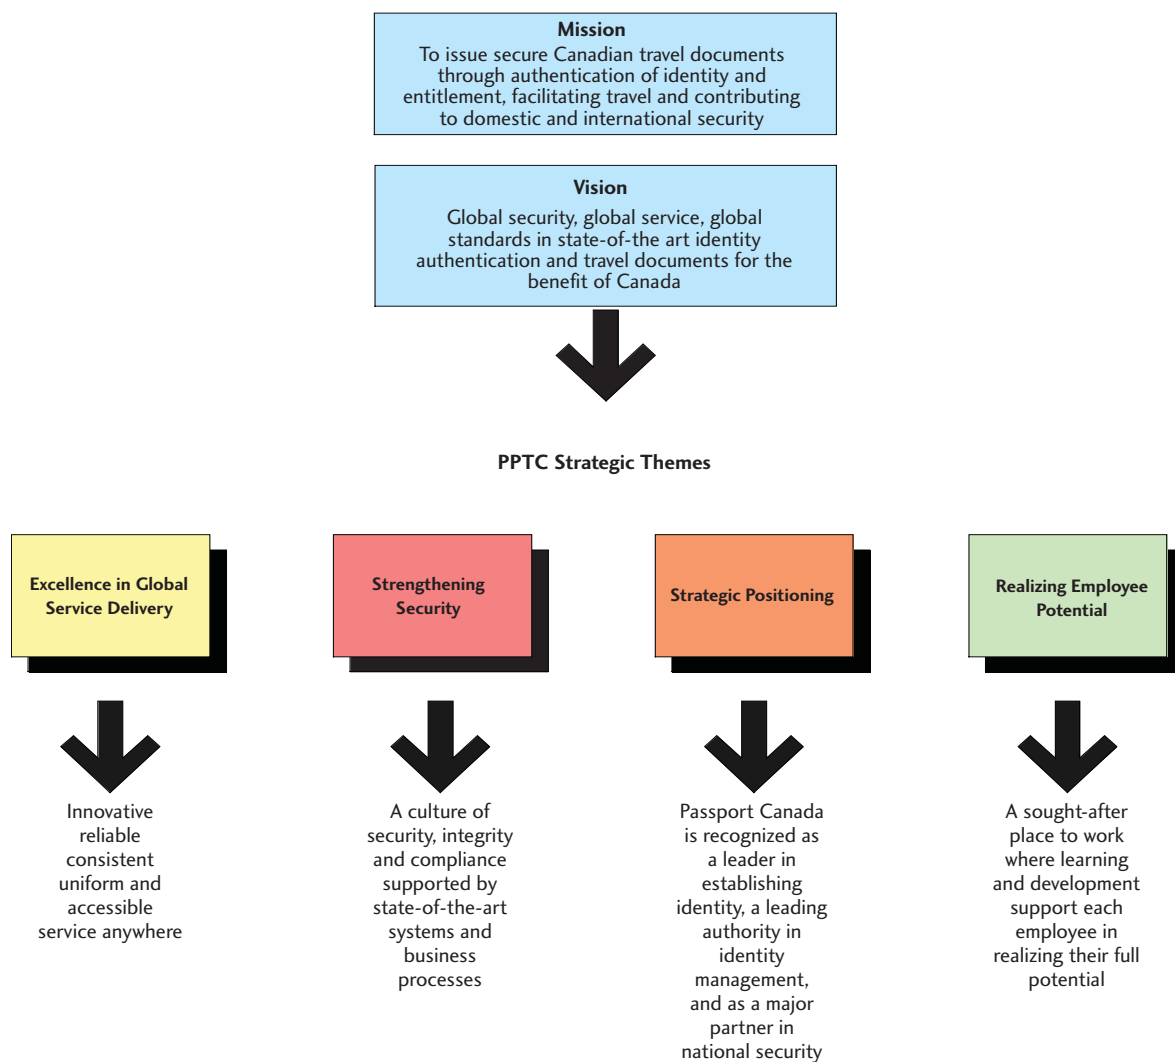 Mission
To issue secure Canadian travel documents
through authentication of identity and
entitlement, facilitating travel and contributing
to domestic and international security
Vision
Global security, global service, global
standards in state-of-the art identity
authentication and travel documents for the
benefit of Canada
PPTC Strategic Themes
Excellence in Global
Service Delivery
Strengthening
Security
Strategic Positioning
Realizing Employee
Potential
Innovative
reliable
consistent
uniform and
accessible
service anywhere
A culture of
security, integrity
and compliance
supported by
state-of-the-art
systems and
business
processes
Passport Canada
is recognized as
a leader in
establishing
identity, a leading
authority in
identity
management,
and as a major
partner in
national security
A sought-after
place to work
where learning
and development
support each
employee in
realizing their full
potential